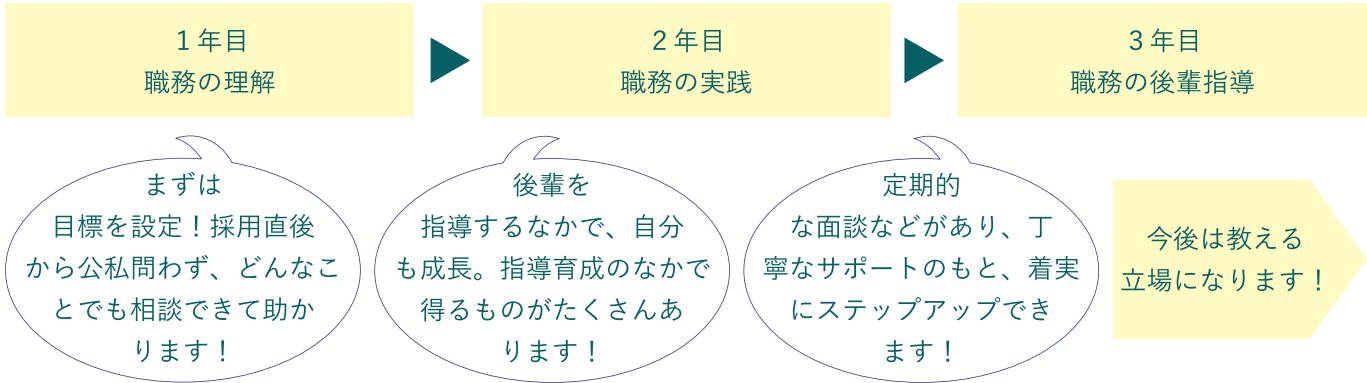 1年目
職務の理解
2年目
職務の実践
3年目
職務の後輩指導
まずは
目標を設定！採用直後
から公私問わず、どんなこ
とでも相談できて助か
ります！
後輩を
指導するなかで、自分
も成長。指導育成のなかで
得るものがたくさんあ
ります！
定期的
な面談などがあり、丁
寧なサポートのもと、着実
にステップアップでき
ます！
今後は教える
立場になります！